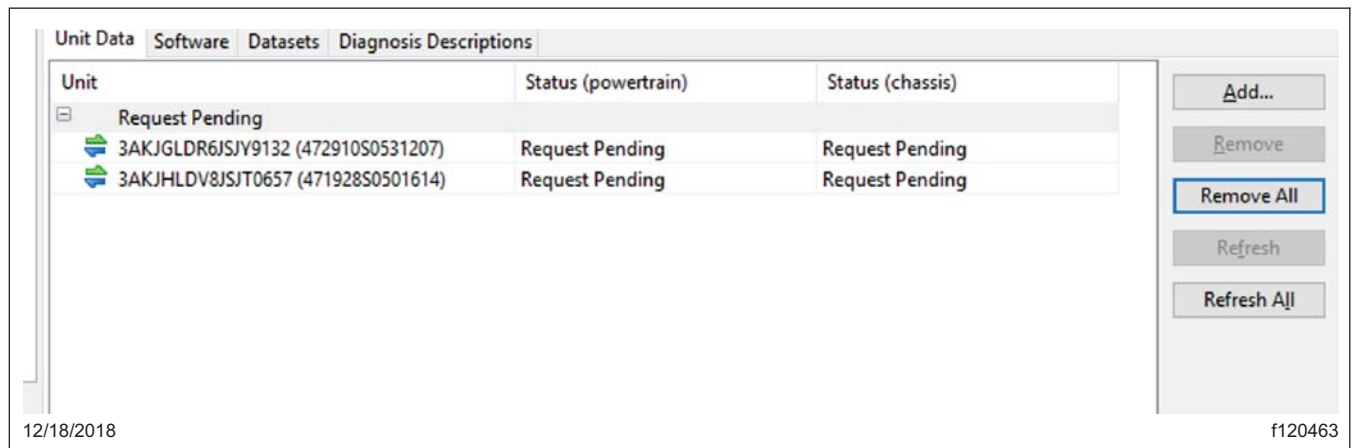 Unit Data Software Datasets Diagnosis Descriptions
Unit Status (powertrain) Status (chassis)
Request Pending
3AKJGLDR6JSJY9132 (472910S0531207) Request Pending Request Pending
3AKJHLDV8JSJT0657 (471928S0501614) Request Pending Request Pending
Add...
Remove
Remove All
Refresh
Refresh All
12/18/2018 f120463